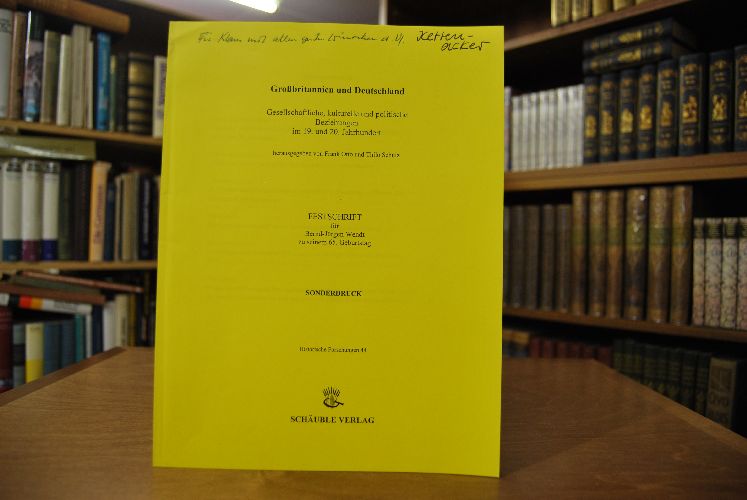 Für Klaus mit allen guten Wünschen
Ketten-
acker
Großbritannien und Deutschland
Gesellschaftliche, kulturelle und politische
Beziehungen
im 19. und 20. Jahrhundert
herausgegeben von Frank Otto und Thilo Schulz
FESTSCHRIFT
für
Bernd-Jürgen Wendt
zu seinem 65. Geburtstag
SONDERDRUCK
Historische Forschungen 44
SCHÄUBLE VERLAG